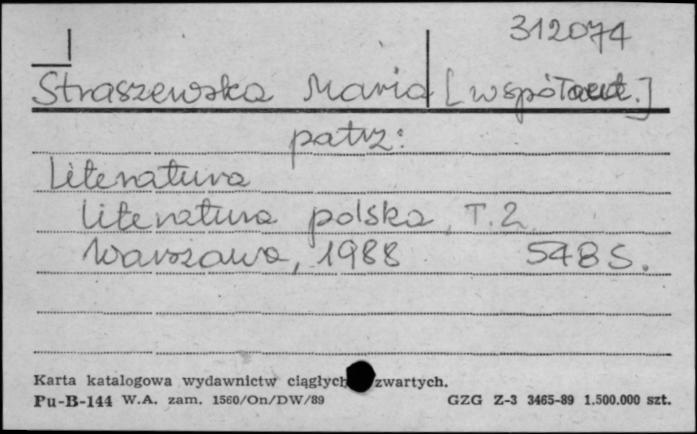 312074
Straszewska Maria [współaut.]
patrz:
Literatura
Literatura polska, T. 2
Warszawa, 1988 548 S.
Karta katalogowa wydawnictw ciągłych zwartych.
Pu-B-144 W.A. zam. 1560/On/DW/89 GZG Z-3 3465-89 1.500.000 szt.